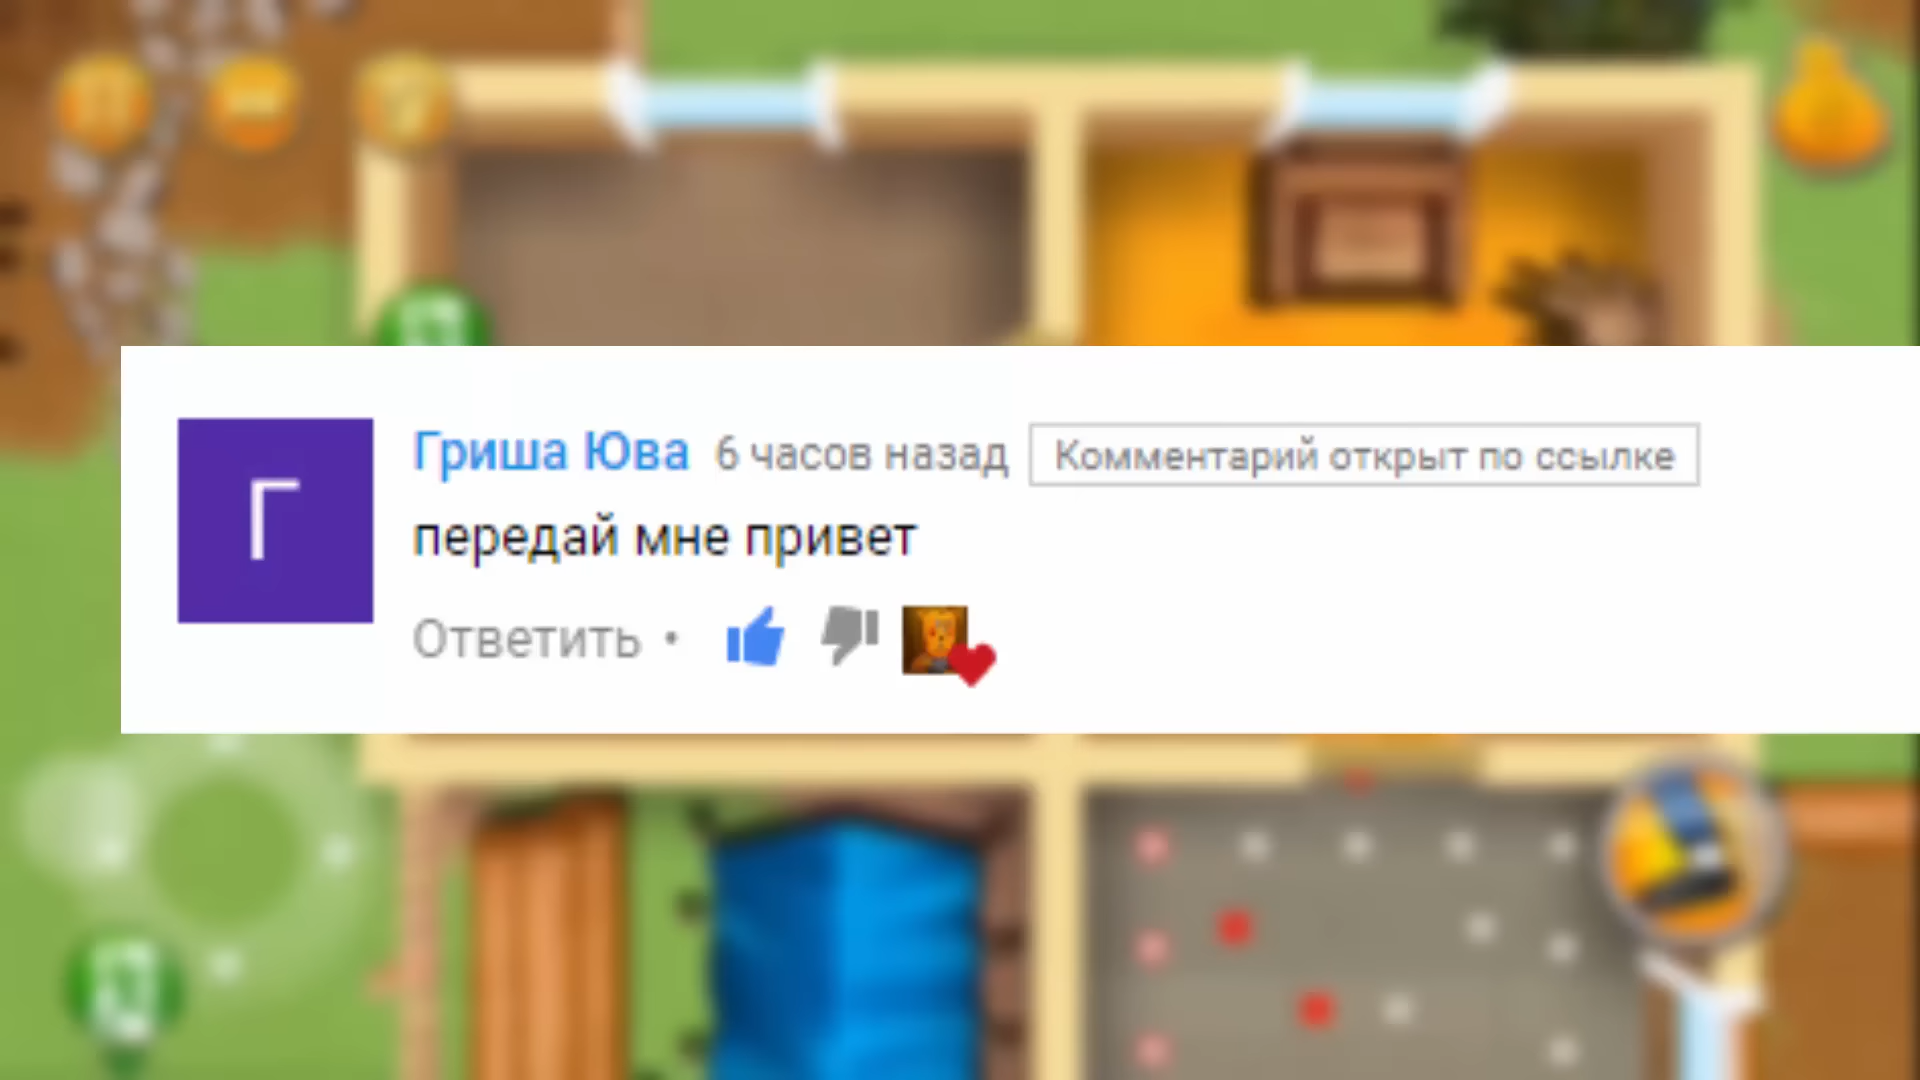 Г
Гриша Юва 6 часов назад Комментарий открыт по ссылке
передай мне привет
Ответить •